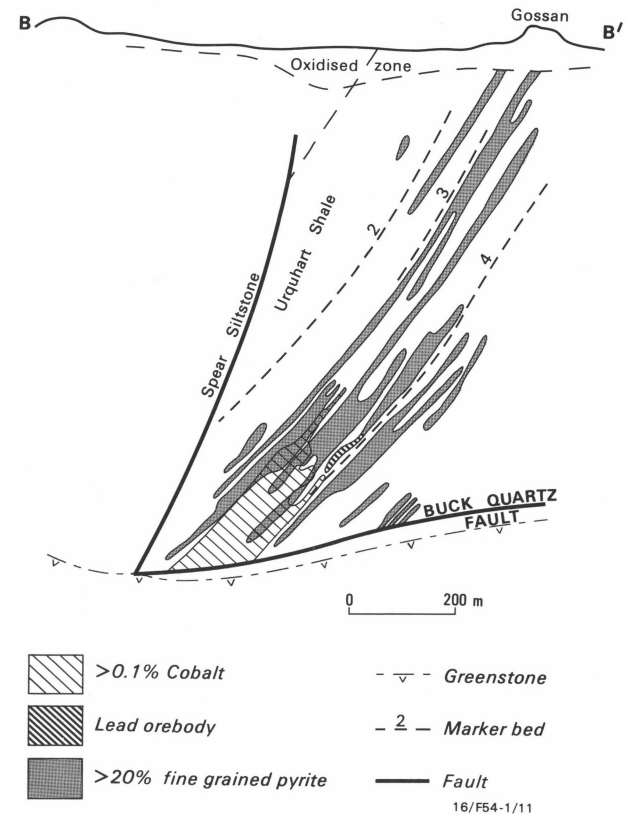 B
Gossan
B'
Oxidised zone
2
3
4
Urquhart Shale
Spear Siltstone
BUCK QUARTZ
FAULT
0 200 m
>0.1% Cobalt
Greenstone
Lead orebody
2 Marker bed
>20% fine grained pyrite
Fault
16/F54-1/11